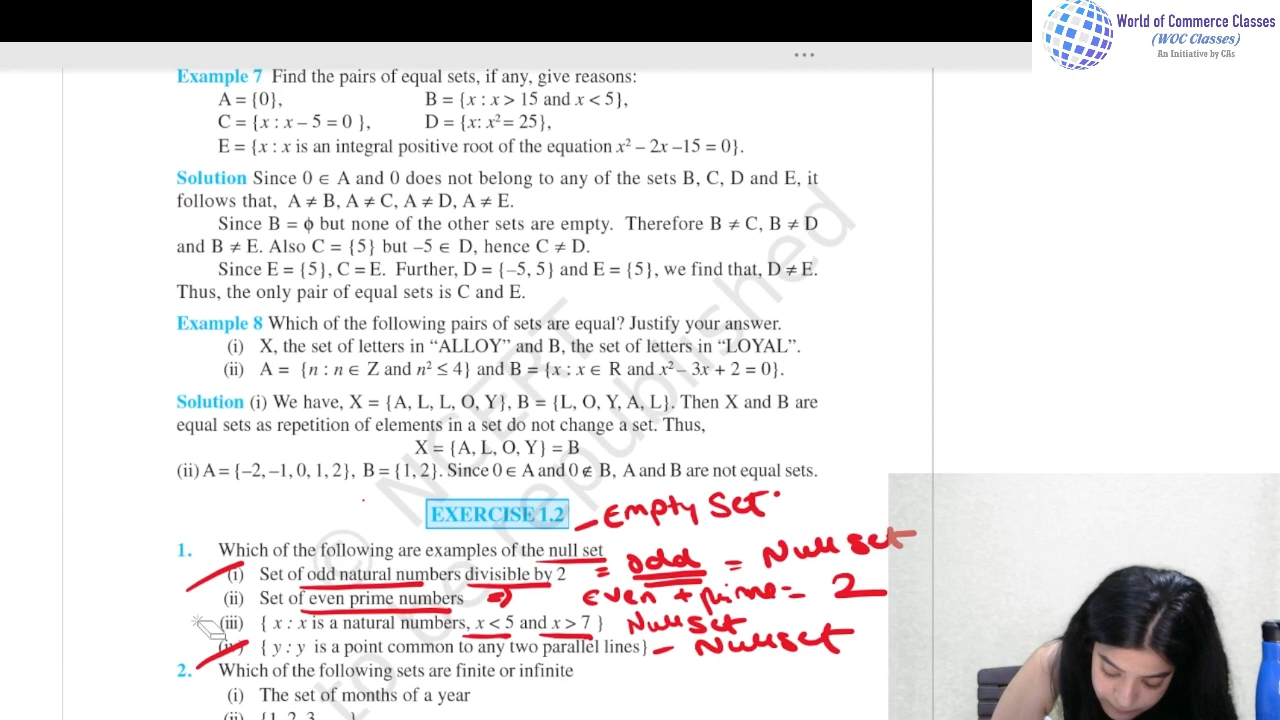 World of Commerce Classes
(WOC Classes)
An Initiative by CAs
Example 7 Find the pairs of equal sets, if any, give reasons:
A = {0}, B = {x : x > 15 and x < 5},
C = {x : x – 5 = 0 }, D = {x: x² = 25},
E = {x : x is an integral positive root of the equation x² – 2x –15 = 0}.
Solution Since 0 ∈ A and 0 does not belong to any of the sets B, C, D and E, it
follows that, A ≠ B, A ≠ C, A ≠ D, A ≠ E.
Since B = φ but none of the other sets are empty. Therefore B ≠ C, B ≠ D
and B ≠ E. Also C = {5} but –5 ∈ D, hence C ≠ D.
Since E = {5}, C = E. Further, D = {–5, 5} and E = {5}, we find that, D ≠ E.
Thus, the only pair of equal sets is C and E.
Example 8 Which of the following pairs of sets are equal? Justify your answer.
(i) X, the set of letters in “ALLOY” and B, the set of letters in “LOYAL”.
(ii) A = {n : n ∈ Z and n² ≤ 4} and B = {x : x ∈ R and x² – 3x + 2 = 0}.
Solution (i) We have, X = {A, L, L, O, Y}, B = {L, O, Y, A, L}. Then X and B are
equal sets as repetition of elements in a set do not change a set. Thus,
X = {A, L, O, Y} = B
(ii) A = {–2, –1, 0, 1, 2}, B = {1, 2}. Since 0 ∈ A and 0 ∉ B, A and B are not equal sets.
EXERCISE 1.2 – Empty Set
1. Which of the following are examples of the null set
(i) Set of odd natural numbers divisible by 2 = odd = Null set
(ii) Set of even prime numbers ⇒ Even + prime = 2
(iii) { x : x is a natural numbers, x < 5 and x > 7 } Null set
(iv) { y : y is a point common to any two parallel lines} – Null set
2. Which of the following sets are finite or infinite
(i) The set of months of a year
(ii) {1, 2, 3, . . .}
© NCERT
not to be republished